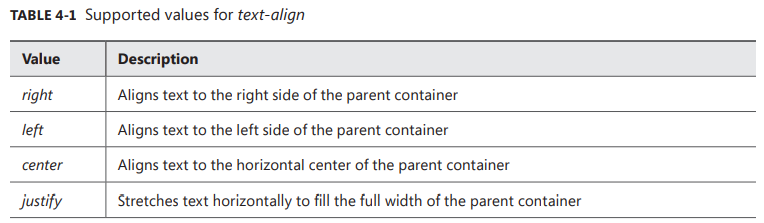 TABLE 4-1 Supported values for text-align
Value Description
right Aligns text to the right side of the parent container
left Aligns text to the left side of the parent container
center Aligns text to the horizontal center of the parent container
justify Stretches text horizontally to fill the full width of the parent container